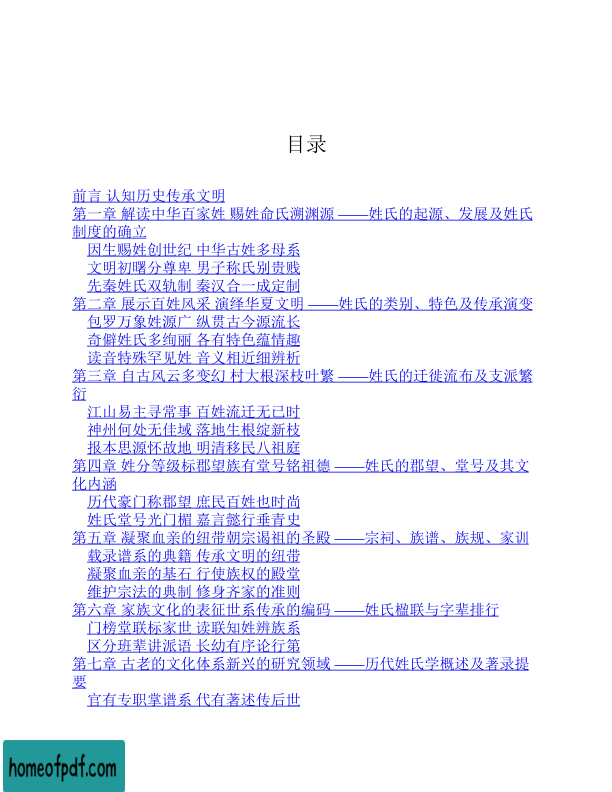 目录
前言 认知历史传承文明
第一章 解读中华百家姓 赐姓命氏溯渊源 ——姓氏的起源、发展及姓氏
制度的确立
因生赐姓创世纪 中华古姓多母系
文明初曙分尊卑 男子称氏别贵贱
先秦姓氏双轨制 秦汉合一成定制
第二章 展示百姓风采 演绎华夏文明 ——姓氏的类别、特色及传承演变
包罗万象姓源广 纵贯古今源流长
奇僻姓氏多绚丽 各有特色蕴情趣
读音特殊罕见姓 音义相近细辨析
第三章 自古风云多变幻 村大根深枝叶繁 ——姓氏的迁徙流布及支派繁
衍
江山易主寻常事 百姓流迁无已时
神州何处无佳域 落地生根绽新枝
报本思源怀故地 明清移民八祖庭
第四章 姓分等级标郡望族有堂号铭祖德 ——姓氏的郡望、堂号及其文
化内涵
历代豪门称郡望 庶民百姓也时尚
姓氏堂号光门楣 嘉言懿行垂青史
第五章 凝聚血亲的纽带朝宗谒祖的圣殿 ——宗祠、族谱、族规、家训
载录谱系的典籍 传承文明的纽带
凝聚血亲的基石 行使族权的殿堂
维护宗法的典制 修身齐家的准则
第六章 家族文化的表征世系传承的编码 ——姓氏楹联与字辈排行
门榜堂联标家世 读联知姓辨族系
区分班辈讲派语 长幼有序论行第
第七章 古老的文化体系新兴的研究领域 ——历代姓氏学概述及著录提
要
官有专职掌谱系 代有著述传后世
homeofpdf.com